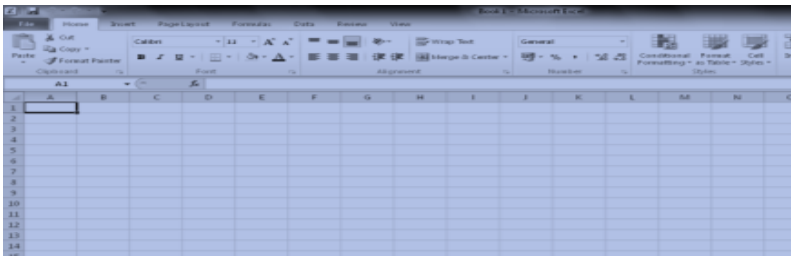 Book1 - Microsoft Excel
File Home Insert Page Layout Formulas Data Review View
Cut
Copy
Format Painter
Paste
Calibri 11 A A
B I U A
Wrap Text
Merge & Center
General
%
Conditional Formatting
Format as Table
Cell Styles
Clipboard Font Alignment Number Styles
A1 fx
A B C D E F G H I J K L M N
1
2
3
4
5
6
7
8
9
10
11
12
13
14